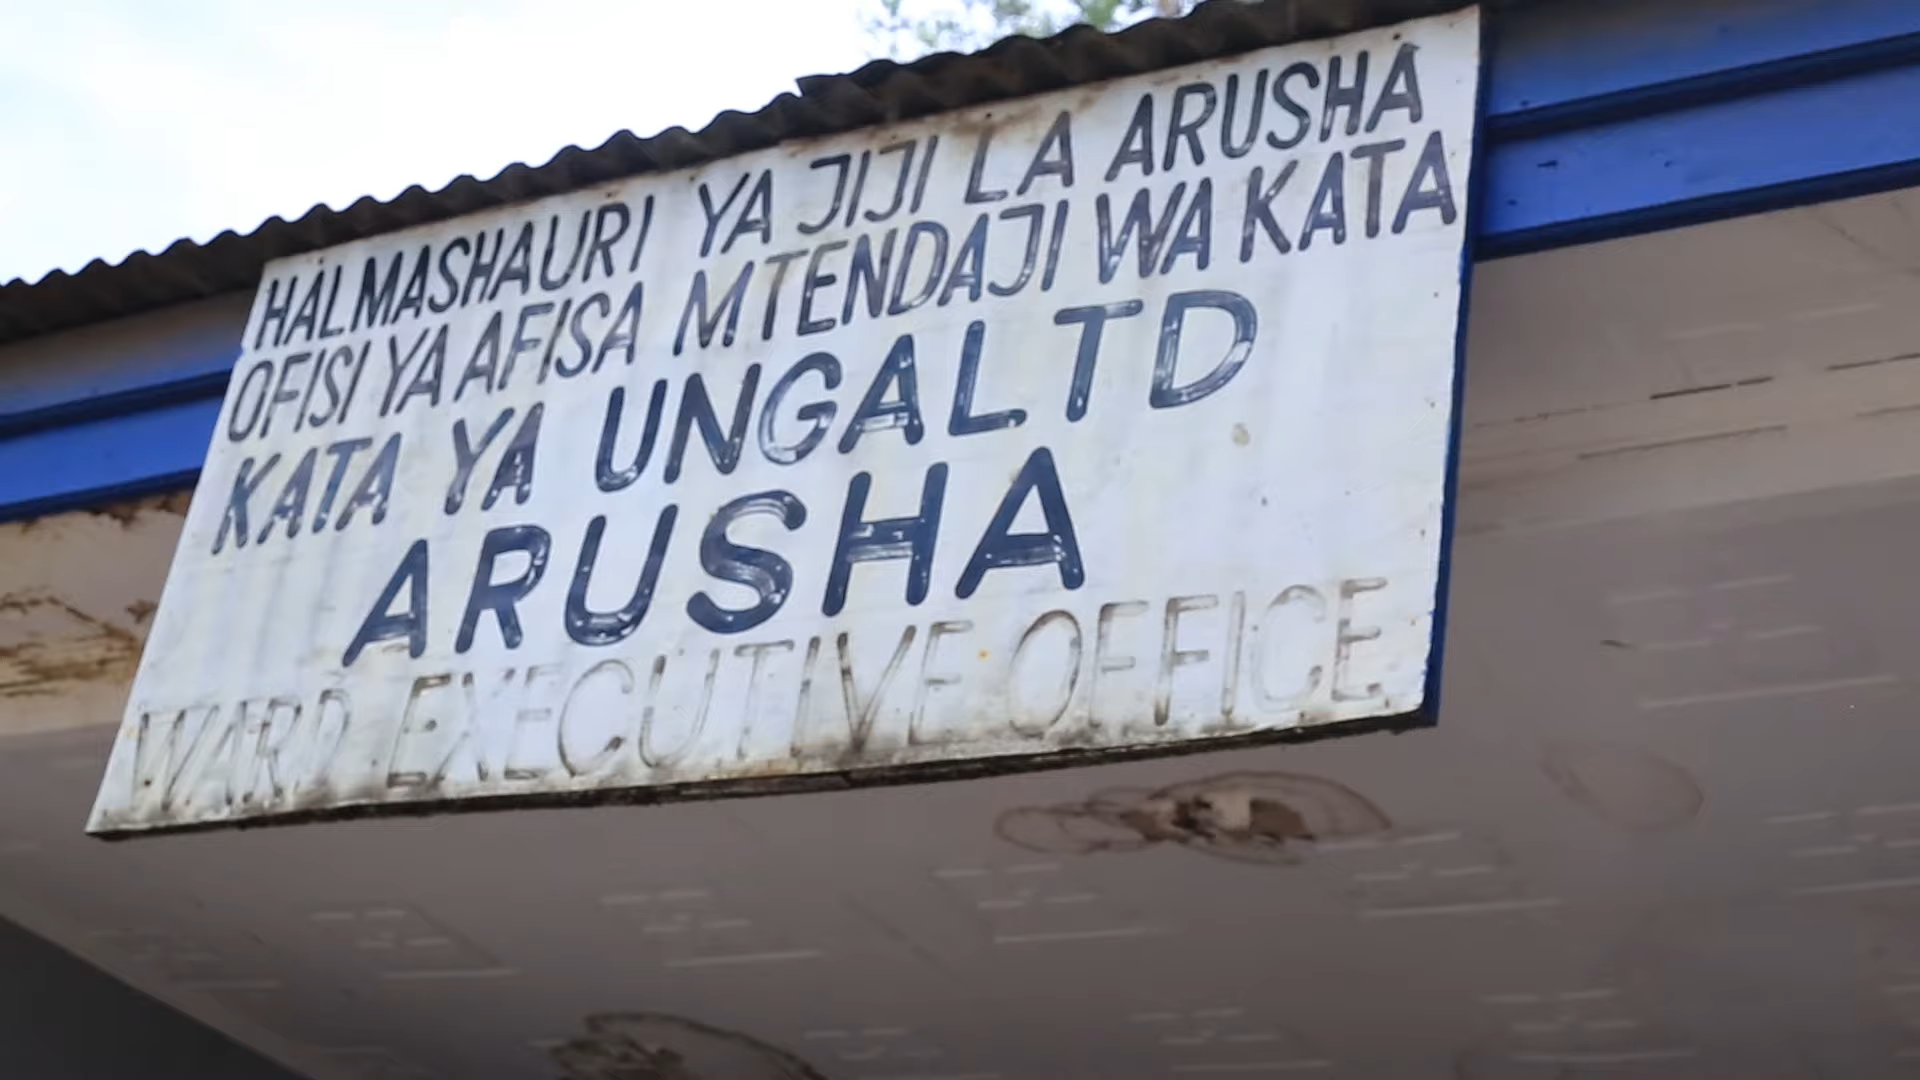 HALMASHAURI YA JIJI LA ARUSHA
OFISI YA AFISA MTENDAJI WA KATA
KATA YA UNGALTD
ARUSHA
WARD EXECUTIVE OFFICE